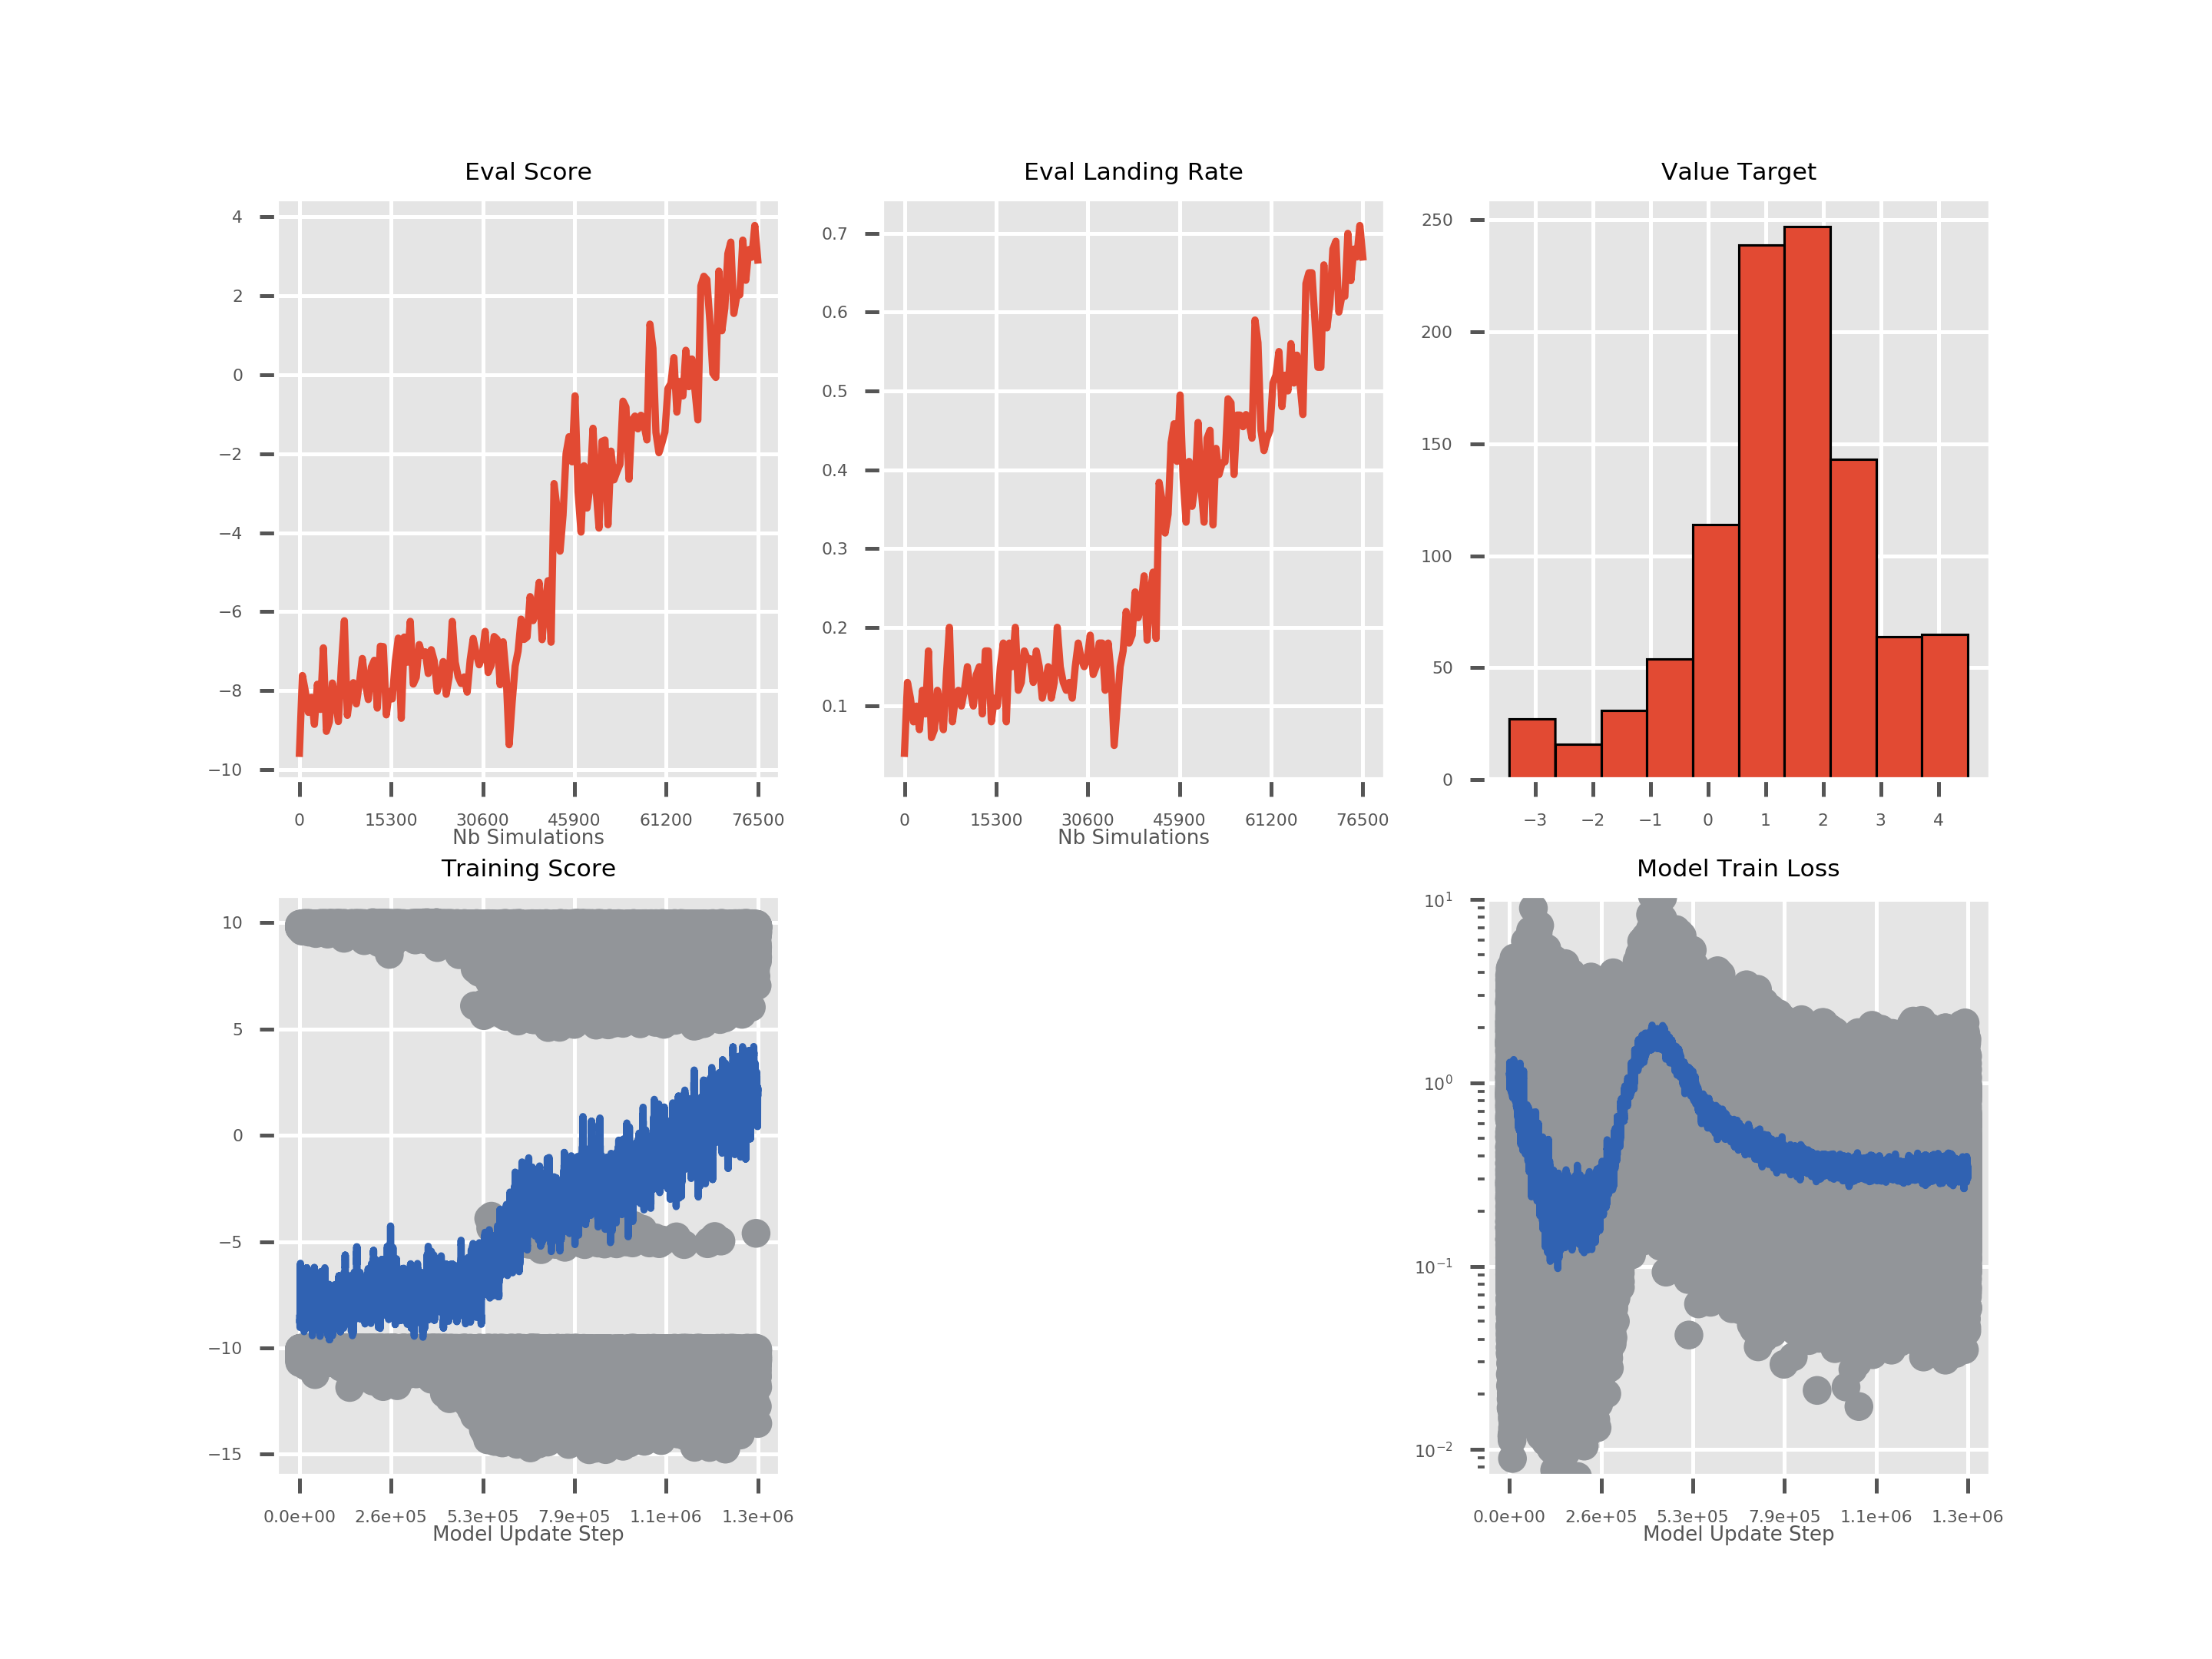 Eval Score
4
2
0
−2
−4
−6
−8
−10
0 15300 30600 45900 61200 76500
Nb Simulations
Eval Landing Rate
0.7
0.6
0.5
0.4
0.3
0.2
0.1
0 15300 30600 45900 61200 76500
Nb Simulations
Value Target
250
200
150
100
50
0
−3 −2 −1 0 1 2 3 4
Training Score
10
5
0
−5
−10
−15
0.0e+00 2.6e+05 5.3e+05 7.9e+05 1.1e+06 1.3e+06
Model Update Step
Model Train Loss
10¹
10⁰
10⁻¹
10⁻²
0.0e+00 2.6e+05 5.3e+05 7.9e+05 1.1e+06 1.3e+06
Model Update Step